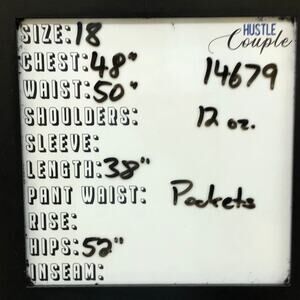 HUSTLE
Couple
SIZE: 18
CHEST: 48" 14679
WAIST: 50"
SHOULDERS: 12 oz.
SLEEVE:
LENGTH: 38"
PANT WAIST: Pockets
RISE:
HIPS: 52"
INSEAM: